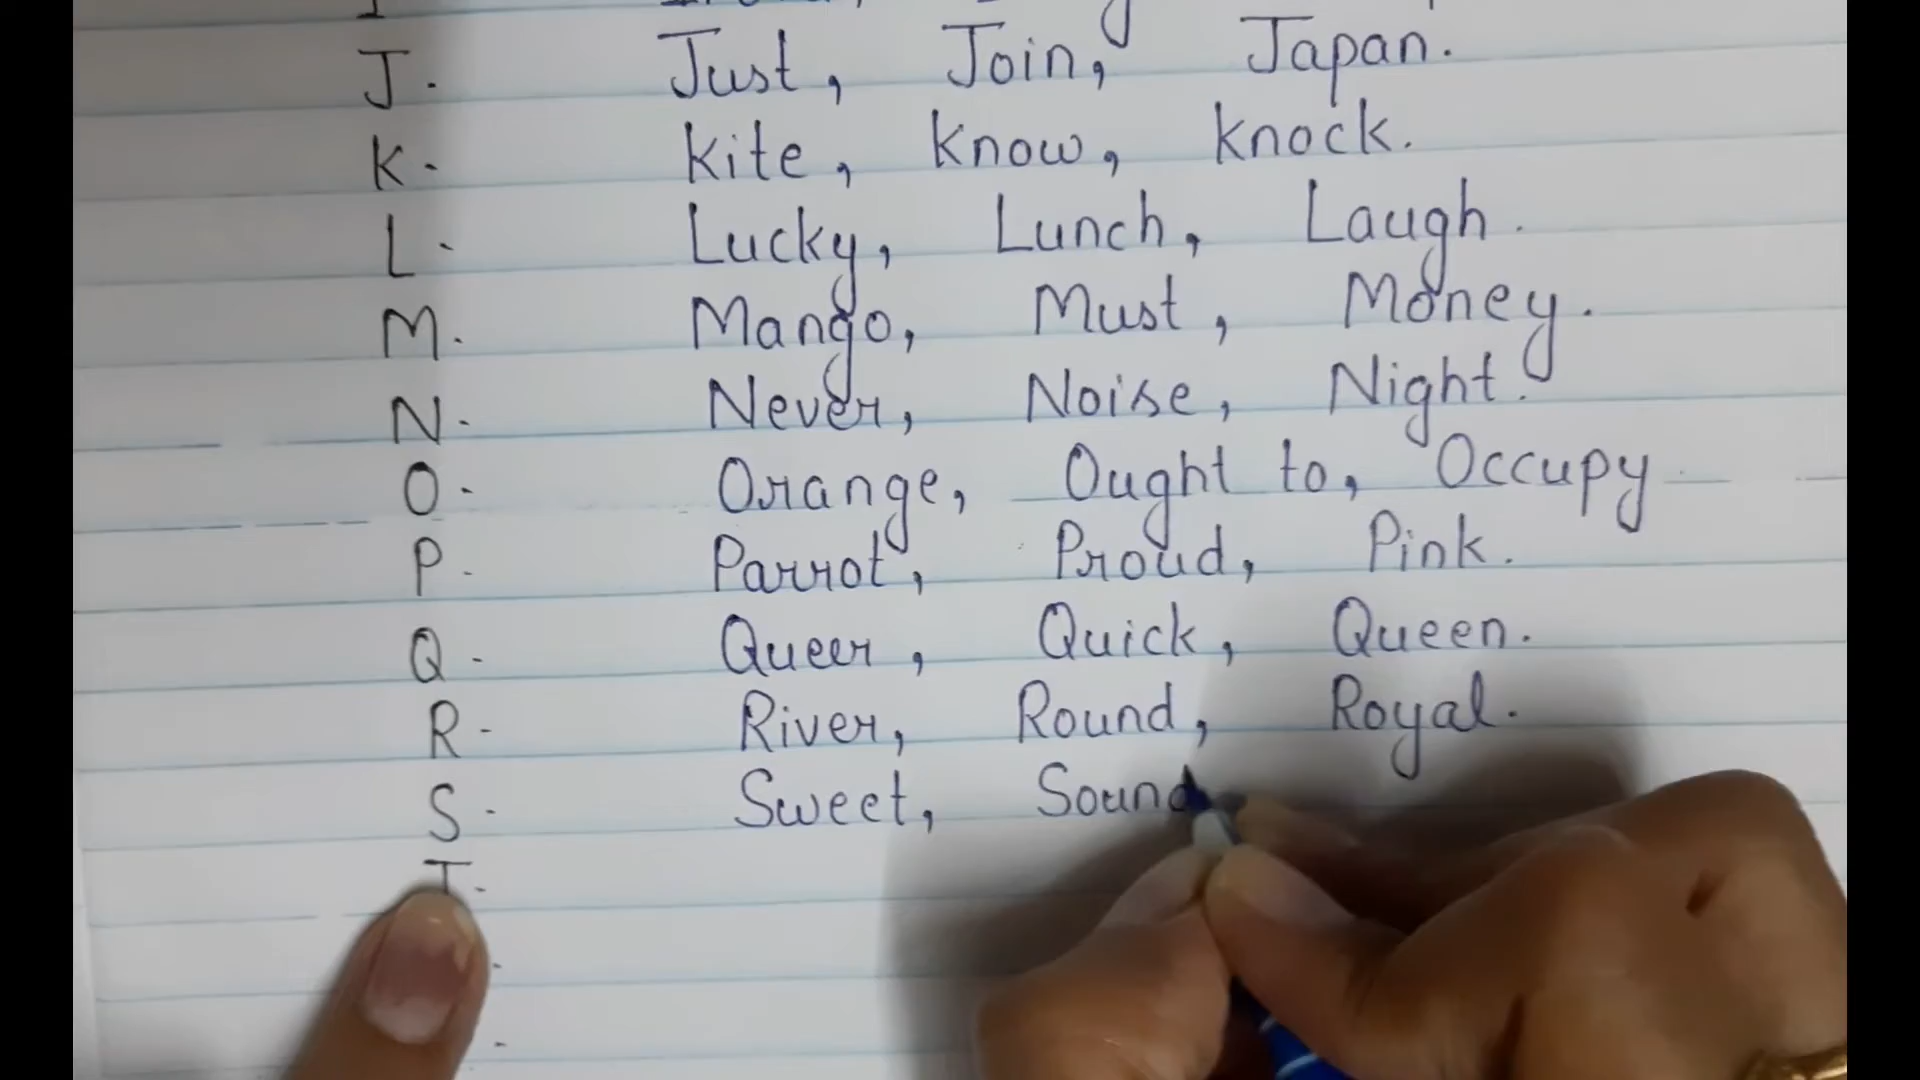 J. Just, Join, Japan.
K. Kite, Know, Knock.
L. Lucky, Lunch, Laugh.
M. Mango, Must, Money.
N. Never, Noise, Night.
O. Orange, Ought to, Occupy
P. Parrot, Proud, Pink.
Q. Queer, Quick, Queen.
R. River, Round, Royal.
S. Sweet, Sound
T.